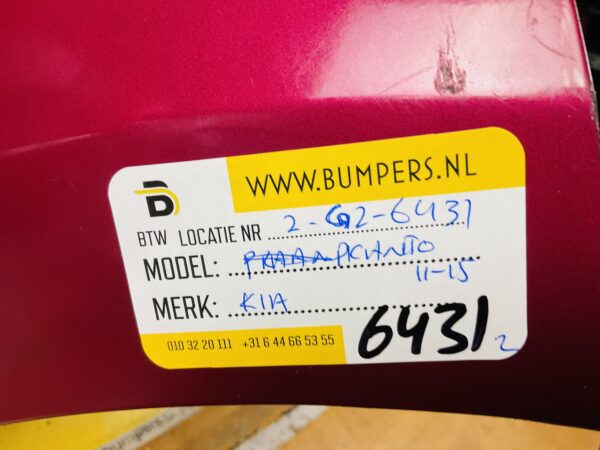 WWW.BUMPERS.NL
BTW LOCATIE NR 2-G2-6431
MODEL: PICANTO
11-15
MERK: KIA
010 32 20 111 +31 6 44 66 53 55
6431 2